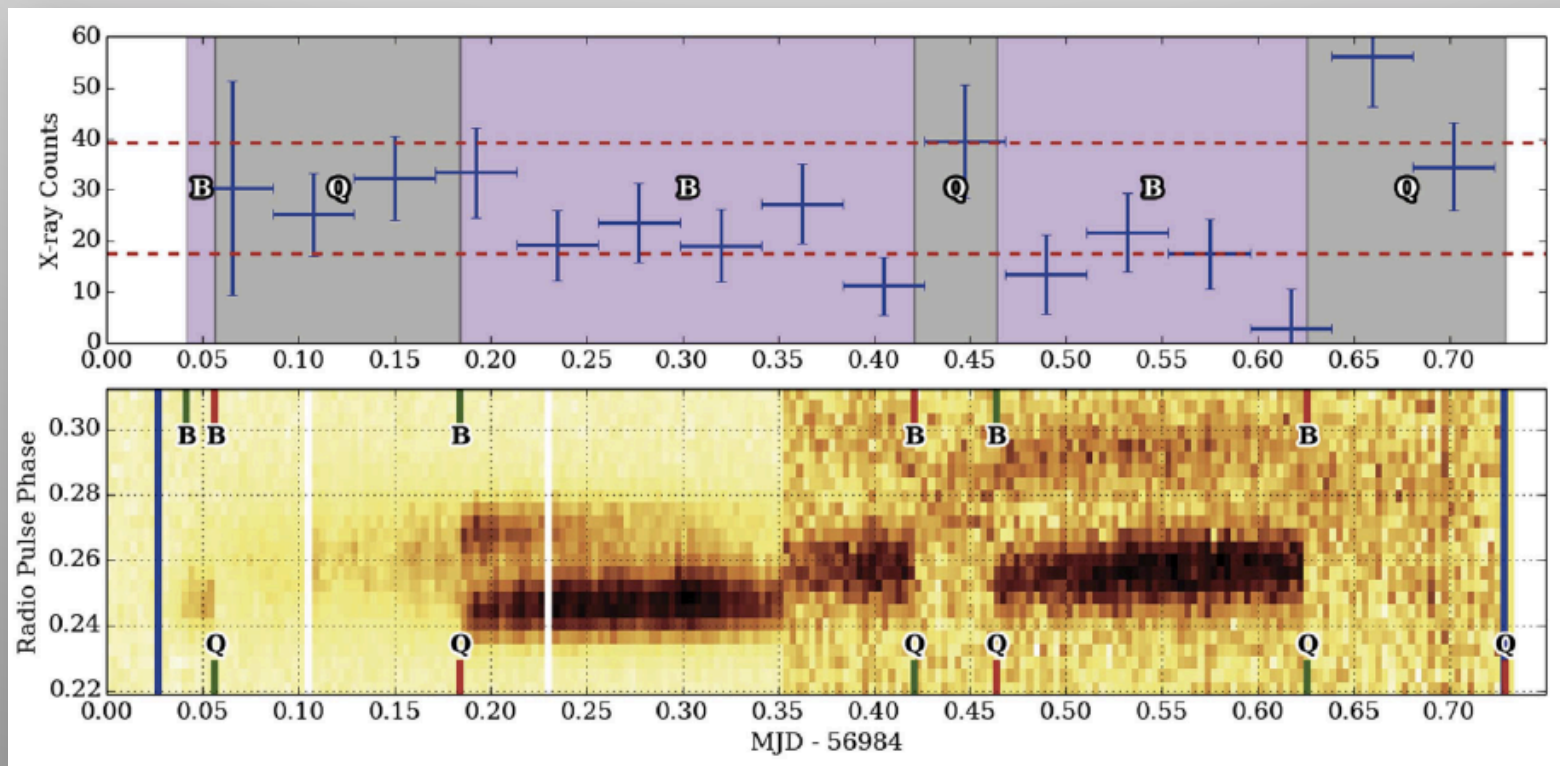 X-ray Counts
60
50
40
30
20
10
0
B Q B Q B Q
0.00 0.05 0.10 0.15 0.20 0.25 0.30 0.35 0.40 0.45 0.50 0.55 0.60 0.65 0.70
Radio Pulse Phase
0.30
0.28
0.26
0.24
0.22
B B B B B B
Q Q Q Q Q Q
0.00 0.05 0.10 0.15 0.20 0.25 0.30 0.35 0.40 0.45 0.50 0.55 0.60 0.65 0.70
MJD - 56984